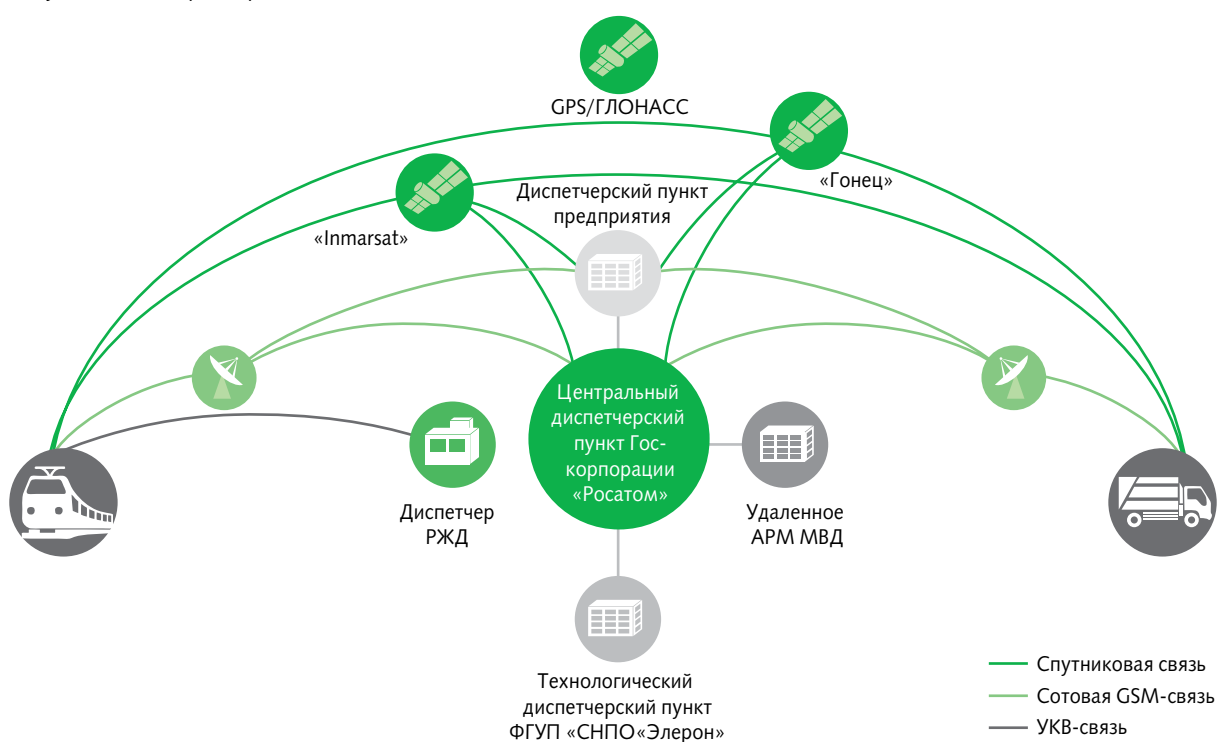 GPS/ГЛОНАСС
«Гонец»
Диспетчерский пункт
предприятия
«Inmarsat»
Центральный
диспетчерский
пункт Гос-
корпорации
«Росатом»
Диспетчер
РЖД
Удаленное
АРМ МВД
Технологический
диспетчерский пункт
ФГУП «СНПО«Элерон»
Спутниковая связь
Сотовая GSM-связь
УКВ-связь